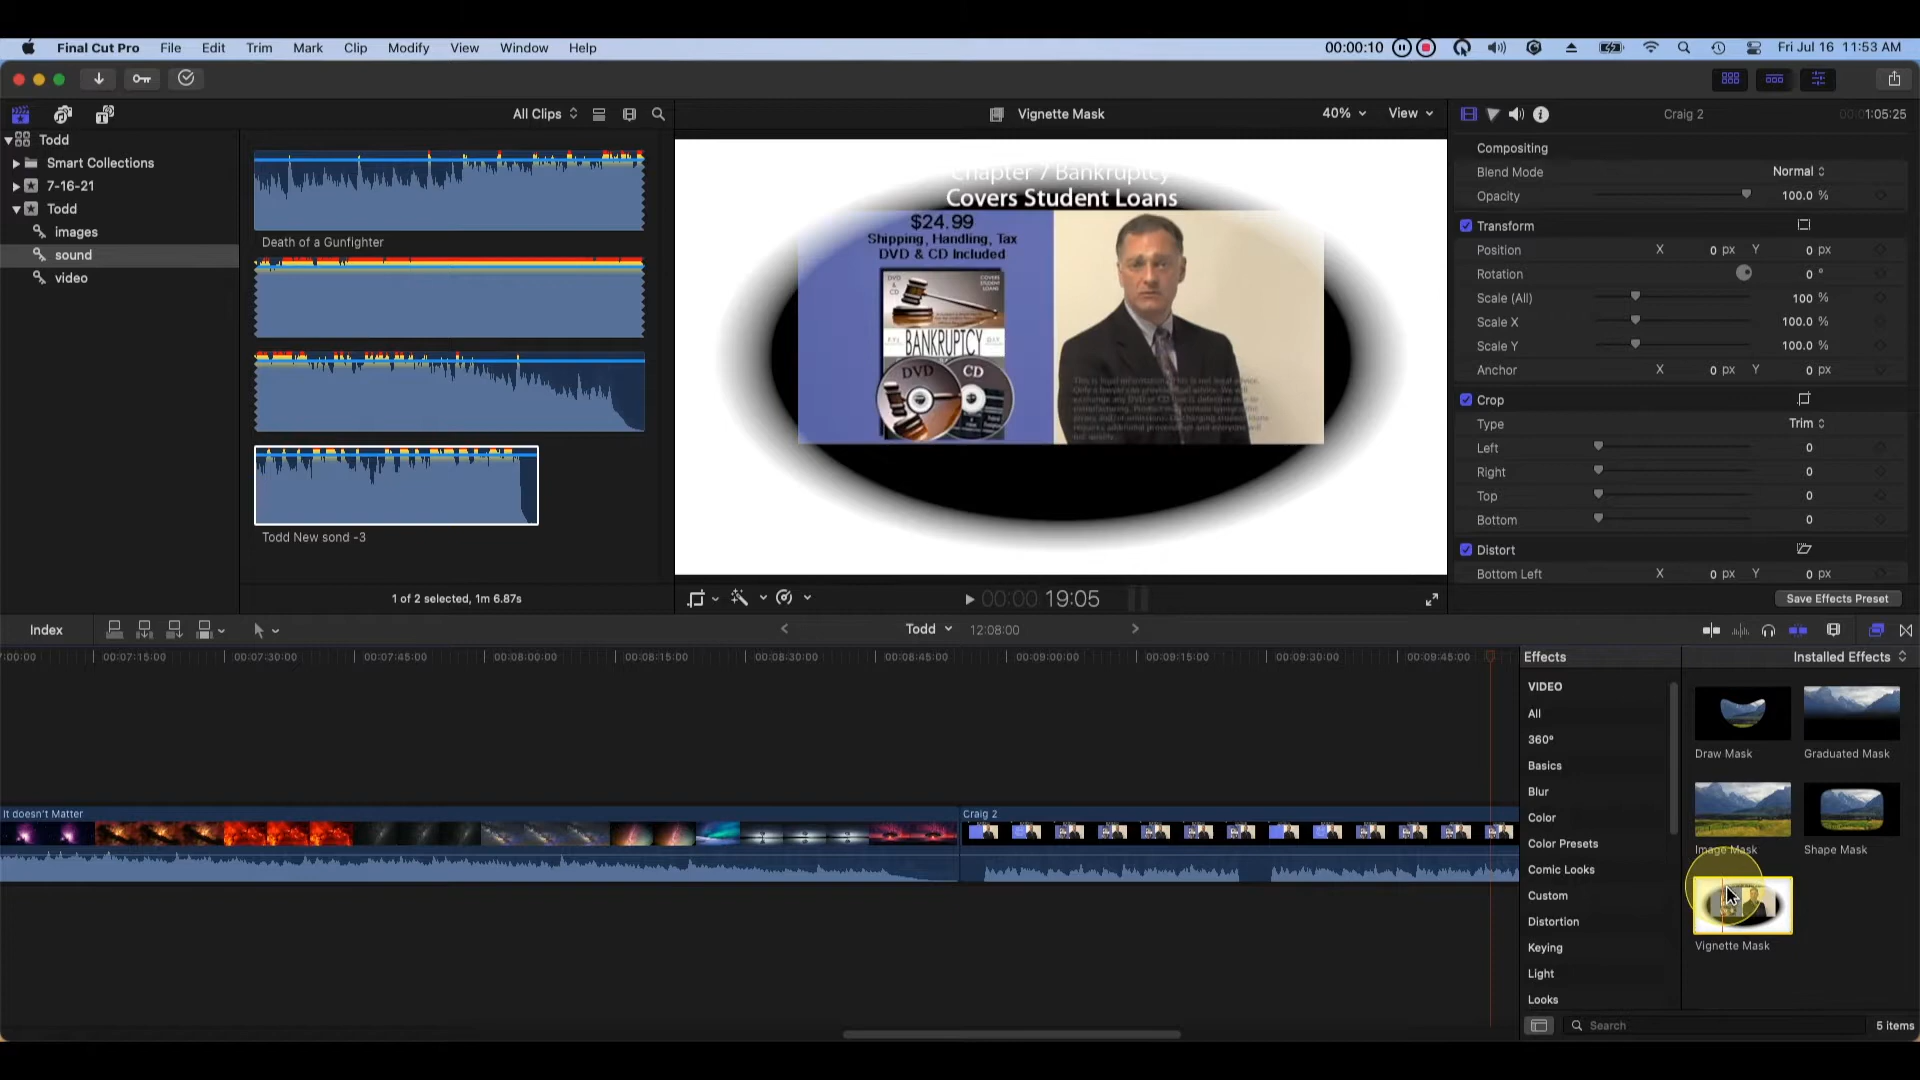 Final Cut Pro File Edit Trim Mark Clip Modify View Window Help 00:00:10 Fri Jul 16 11:53 AM
All Clips Vignette Mask 40% View Craig 2 1:05:25
Todd
Smart Collections
7-16-21
Todd
images
sound
video
Death of a Gunfighter
Todd New sond -3
1 of 2 selected, 1m 6.87s
Chapter 7 Bankruptcy
Covers Student Loans
$24.99
Shipping, Handling, Tax
DVD & CD Included
DVD
&
CD
COVERS
STUDENT
LOANS
BANKRUPTCY
DVD CD
00:00 19:05
Compositing
Blend Mode Normal
Opacity 100.0 %
Transform
Position X 0 px Y 0 px
Rotation 0 °
Scale (All) 100 %
Scale X 100.0 %
Scale Y 100.0 %
Anchor X 0 px Y 0 px
Crop
Type Trim
Left 0
Right 0
Top 0
Bottom 0
Distort
Bottom Left X 0 px Y 0 px
Save Effects Preset
Index Todd 12:08:00
00:07:15:00 00:07:30:00 00:07:45:00 00:08:00:00 00:08:15:00 00:08:30:00 00:08:45:00 00:09:00:00 00:09:15:00 00:09:30:00 00:09:45:00
It doesn't Matter Craig 2
Effects Installed Effects
VIDEO
All
360°
Basics
Blur
Color
Color Presets
Comic Looks
Custom
Distortion
Keying
Light
Looks
Draw Mask Graduated Mask
Image Mask Shape Mask
Vignette Mask
Search 5 items